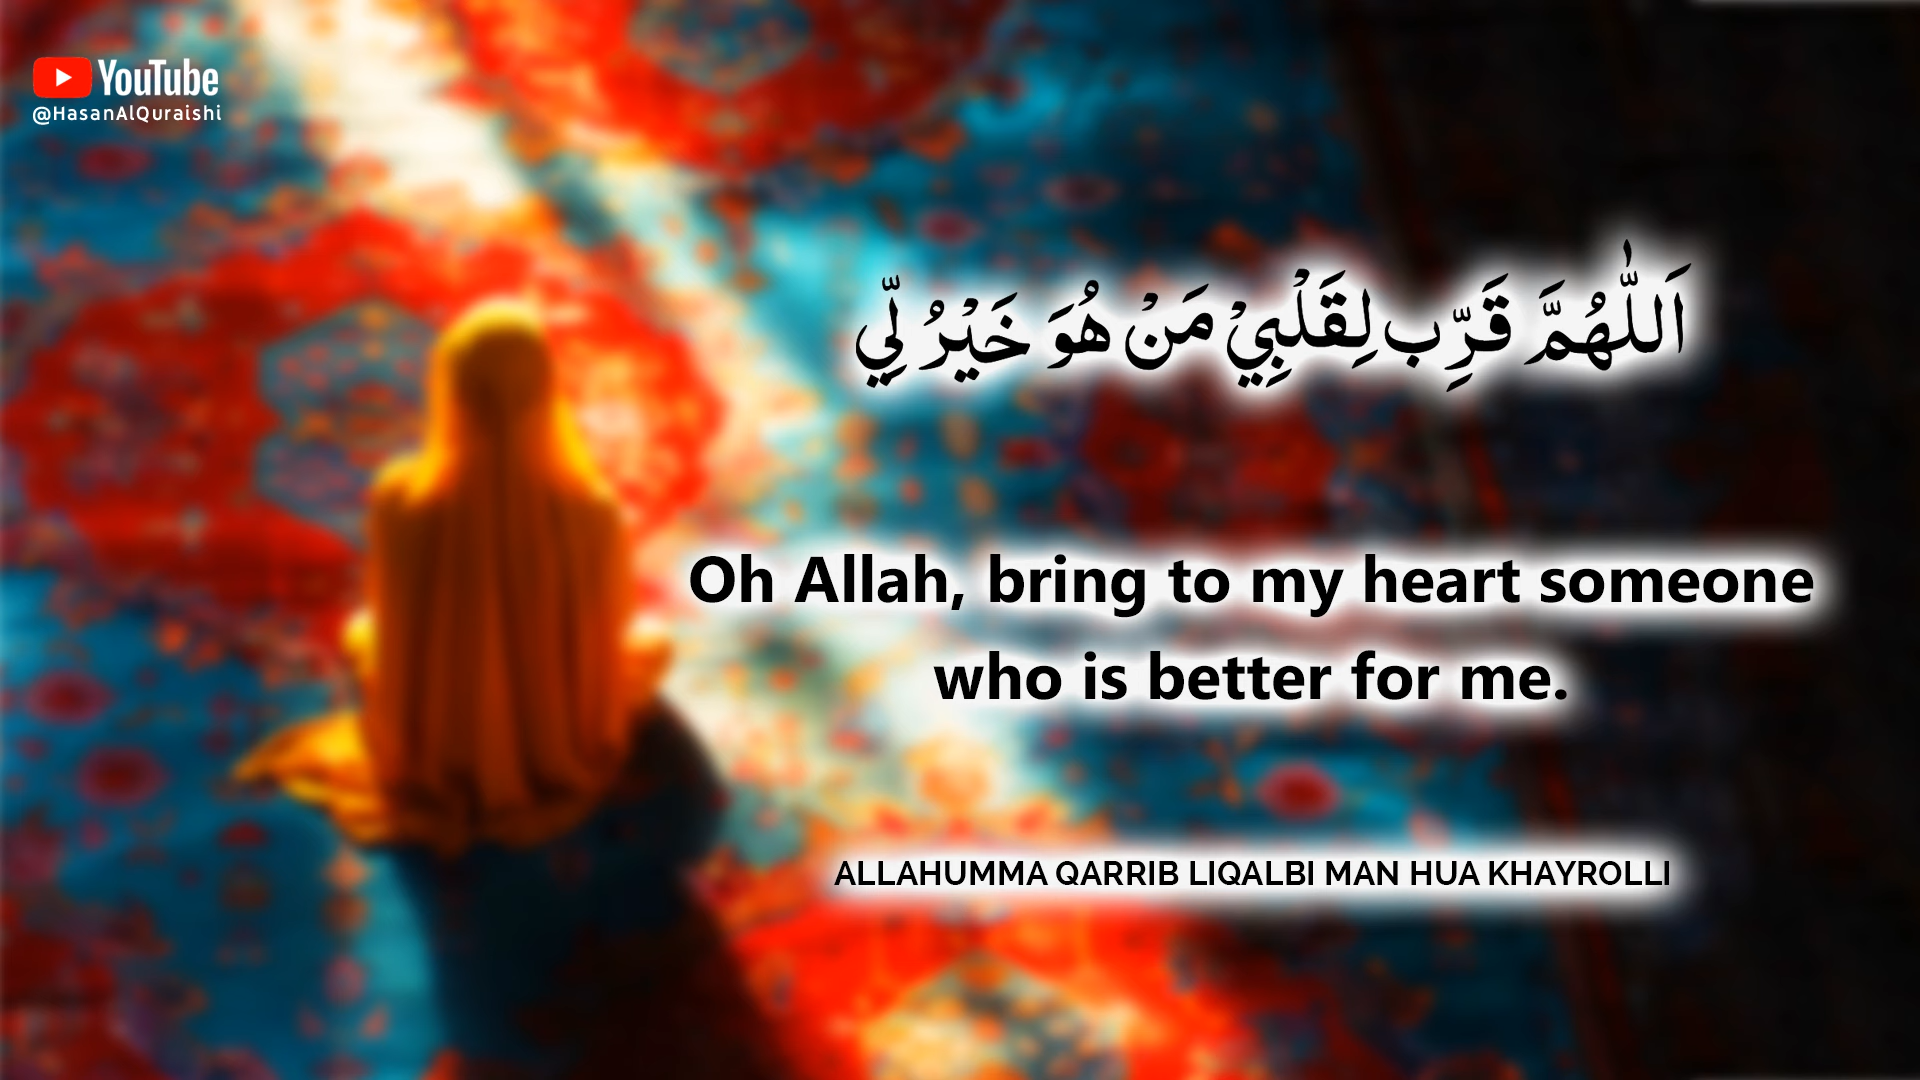 YouTube
@HasanAlQuraishi
اَللّٰهُمَّ قَرِّب لِقَلْبِيْ مَنْ هُوَ خَيْرُ لِّي
Oh Allah, bring to my heart someone
who is better for me.
ALLAHUMMA QARRIB LIQALBI MAN HUA KHAYROLLI